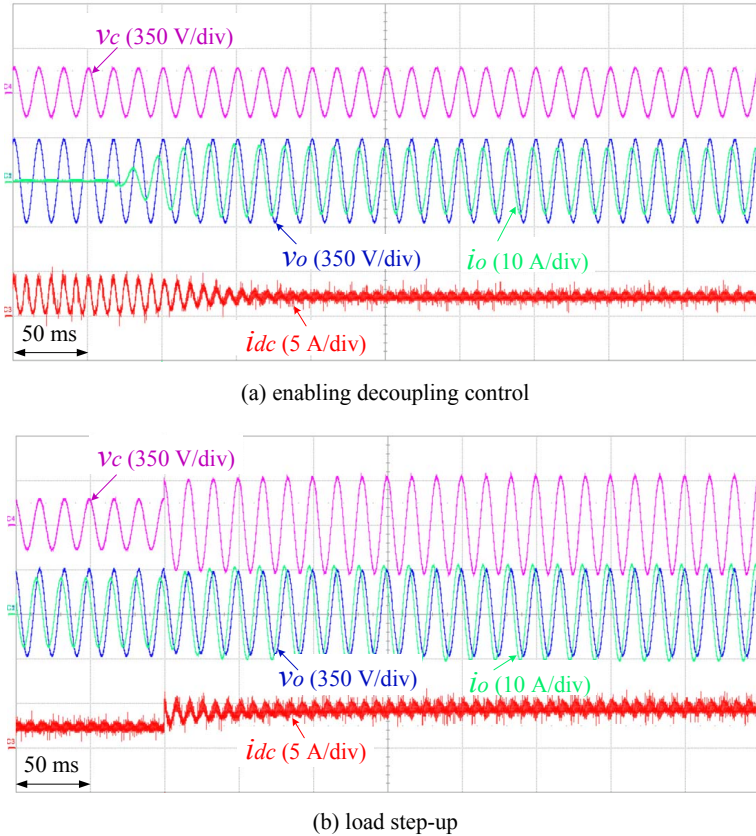 vc (350 V/div)
vo (350 V/div)
io (10 A/div)
idc (5 A/div)
50 ms
(a) enabling decoupling control
vc (350 V/div)
vo (350 V/div)
io (10 A/div)
idc (5 A/div)
50 ms
(b) load step-up